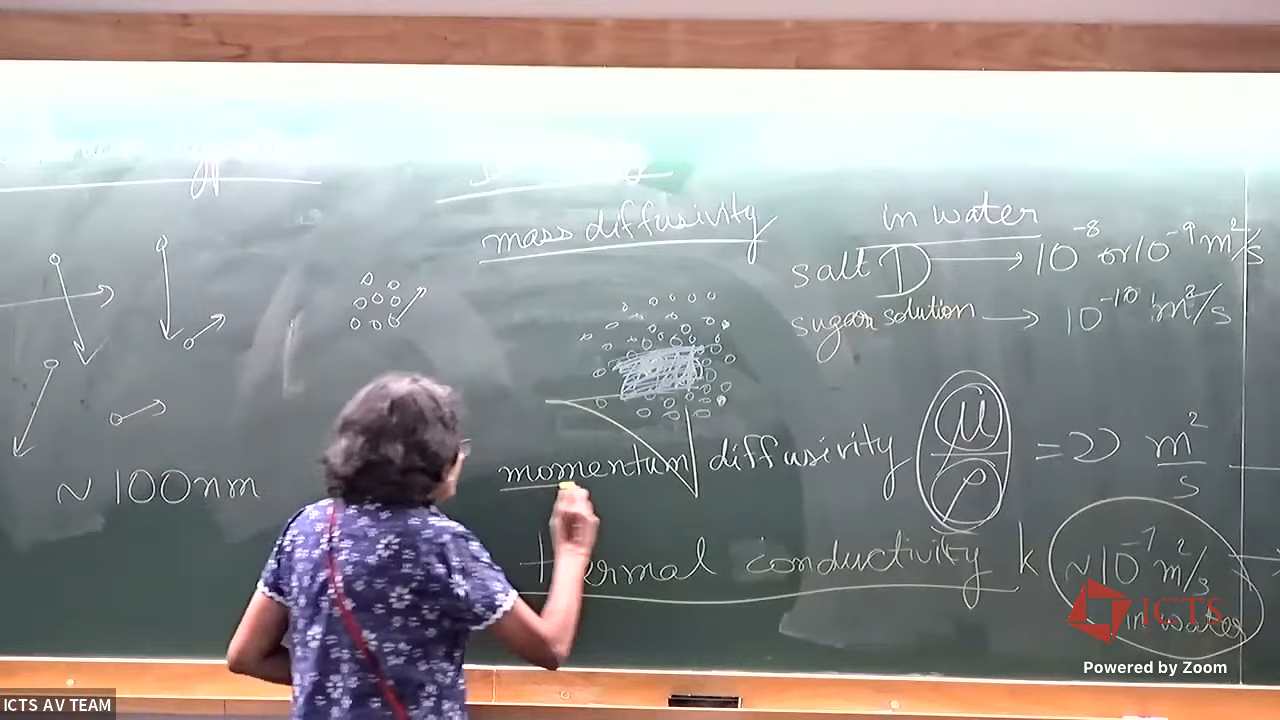 mass diffusivity
in water
salt D → 10⁻⁸ or 10⁻⁹ m²/s
sugar solution → 10⁻¹⁰ m²/s
~ 100nm
momentum diffusivity μ/ρ = ν m²/s
thermal conductivity k ~10⁻⁷ m²/s
in water
ICTS
Powered by Zoom
ICTS AV TEAM